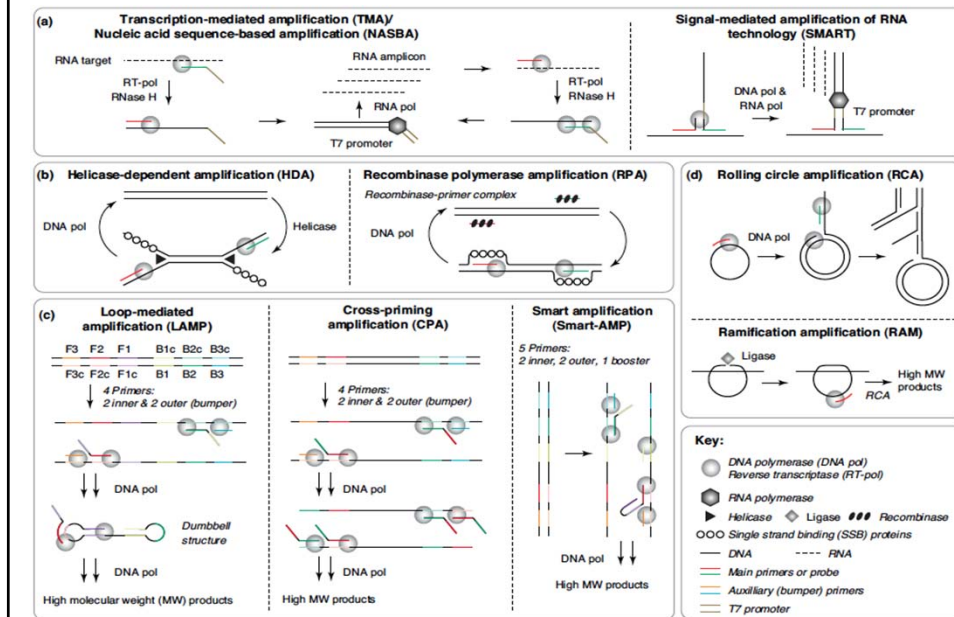 (a)
Transcription-mediated amplification (TMA)/
Nucleic acid sequence-based amplification (NASBA)
RNA target
RT-pol
RNase H
RNA amplicon
RNA pol
T7 promoter
RT-pol
RNase H
Signal-mediated amplification of RNA
technology (SMART)
DNA pol &
RNA pol
T7 promoter
(b)
Helicase-dependent amplification (HDA)
DNA pol
Helicase
Recombinase polymerase amplification (RPA)
Recombinase-primer complex
DNA pol
(c)
Loop-mediated
amplification (LAMP)
F3 F2 F1 B1c B2c B3c
F3c F2c F1c B1 B2 B3
4 Primers:
2 inner & 2 outer (bumper)
DNA pol
Dumbbell
structure
DNA pol
High molecular weight (MW) products
Cross-priming
amplification (CPA)
4 Primers:
2 inner & 2 outer (bumper)
DNA pol
DNA pol
High MW products
Smart amplification
(Smart-AMP)
5 Primers:
2 inner, 2 outer, 1 booster
DNA pol
High MW products
(d)
Rolling circle amplification (RCA)
DNA pol
Ramification amplification (RAM)
Ligase
RCA
High MW
products
Key:
DNA polymerase (DNA pol)
Reverse transcriptase (RT-pol)
RNA polymerase
Helicase Ligase Recombinase
Single strand binding (SSB) proteins
DNA RNA
Main primers or probe
Auxilliary (bumper) primers
T7 promoter